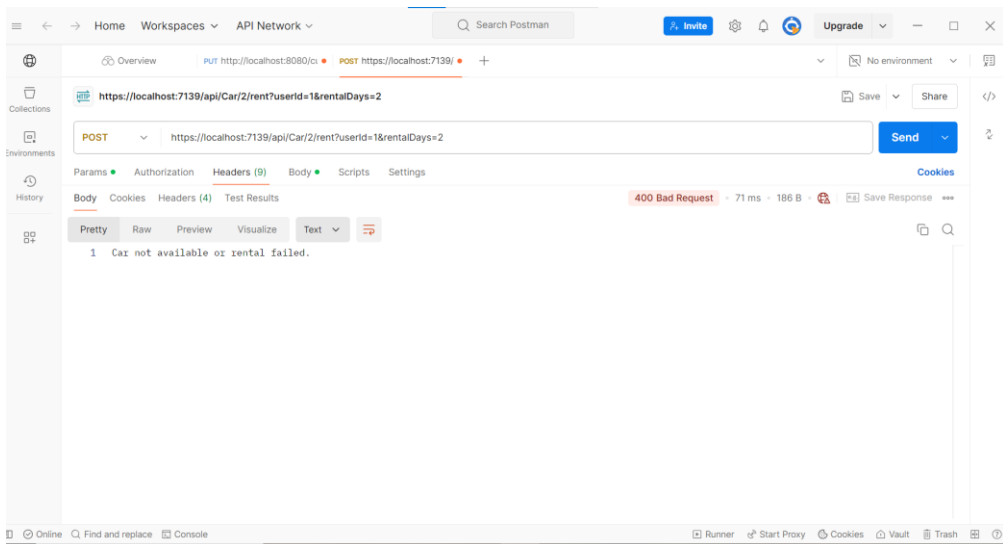 Home Workspaces API Network Search Postman Invite Upgrade
Overview PUT http://localhost:8080/cu POST https://localhost:7139/ No environment
Collections
Environments
History
HTTP https://localhost:7139/api/Car/2/rent?userId=1&rentalDays=2 Save Share
POST https://localhost:7139/api/Car/2/rent?userId=1&rentalDays=2 Send
Params Authorization Headers (9) Body Scripts Settings Cookies
Body Cookies Headers (4) Test Results 400 Bad Request 71 ms 186 B Save Response
Pretty Raw Preview Visualize Text
1 Car not available or rental failed.
Online Find and replace Console Runner Start Proxy Cookies Vault Trash